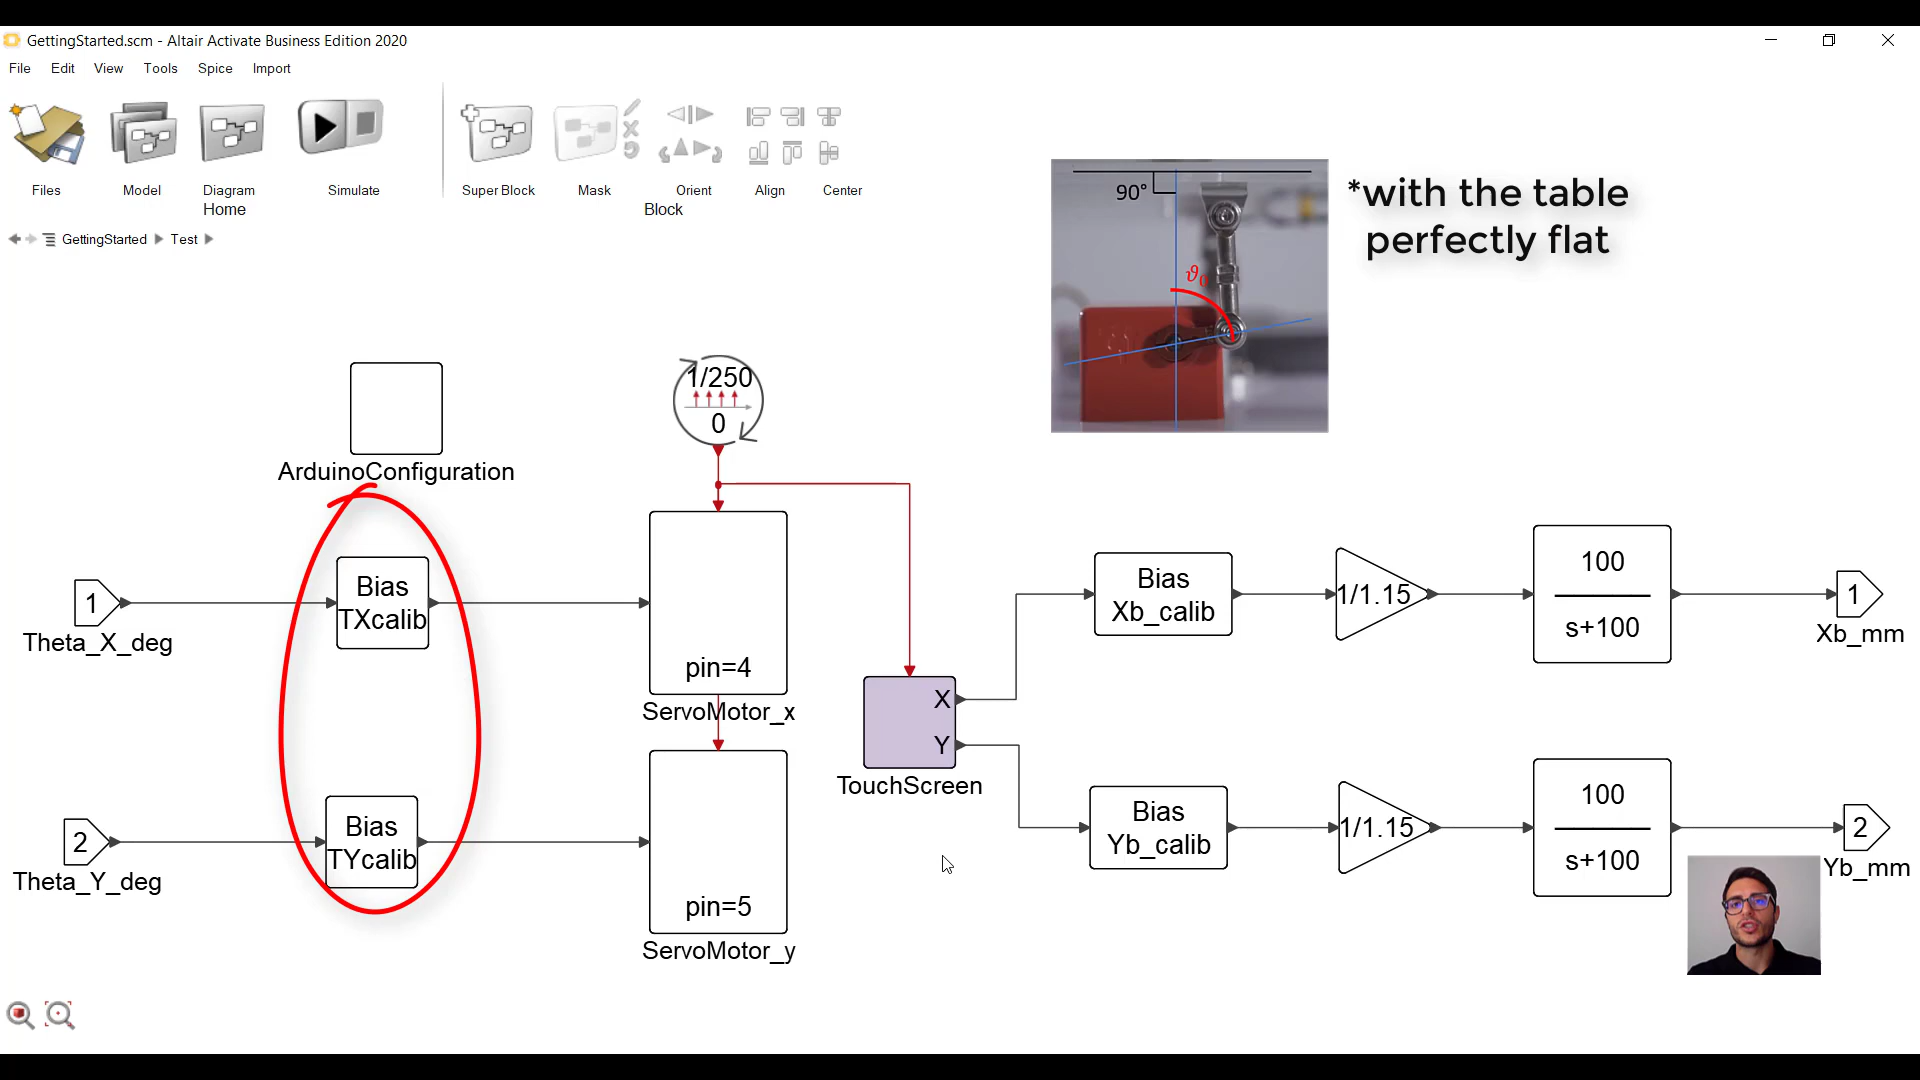 GettingStarted.scm - Altair Activate Business Edition 2020
File Edit View Tools Spice Import
Files Model Diagram Simulate Super Block Mask Orient Align Center
Home Block
GettingStarted Test
90°
ϑ0
*with the table
perfectly flat
1/250
0
ArduinoConfiguration
1
Theta_X_deg
Bias
TXcalib
pin=4
ServoMotor_x
2
Theta_Y_deg
Bias
TYcalib
pin=5
ServoMotor_y
X
Y
TouchScreen
Bias
Xb_calib
1/1.15
100
s+100
1
Xb_mm
Bias
Yb_calib
1/1.15
100
s+100
2
Yb_mm